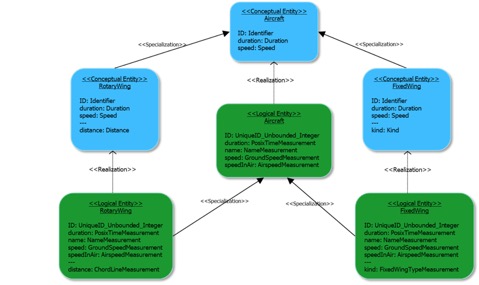 <<Conceptual Entity>>
Aircraft
ID: Identifier
duration: Duration
speed: Speed
<<Specialization>>
<<Specialization>>
<<Conceptual Entity>>
RotaryWing
ID: Identifier
duration: Duration
speed: Speed
---
distance: Distance
<<Realization>>
<<Conceptual Entity>>
FixedWing
ID: Identifier
duration: Duration
speed: Speed
---
kind: Kind
<<Logical Entity>>
Aircraft
ID: UniqueID_Unbounded_Integer
duration: PosixTimeMeasurement
name: NameMeasurement
speed: GroundSpeedMeasurement
speedInAir: AirspeedMeasurement
<<Realization>>
<<Realization>>
<<Specialization>>
<<Specialization>>
<<Logical Entity>>
RotaryWing
ID: UniqueID_Unbounded_Integer
duration: PosixTimeMeasurement
name: NameMeasurement
speed: GroundSpeedMeasurement
speedInAir: AirspeedMeasurement
---
distance: ChordLineMeasurement
<<Logical Entity>>
FixedWing
ID: UniqueID_Unbounded_Integer
duration: PosixTimeMeasurement
name: NameMeasurement
speed: GroundSpeedMeasurement
speedInAir: AirspeedMeasurement
---
kind: FixedWingTypeMeasurement